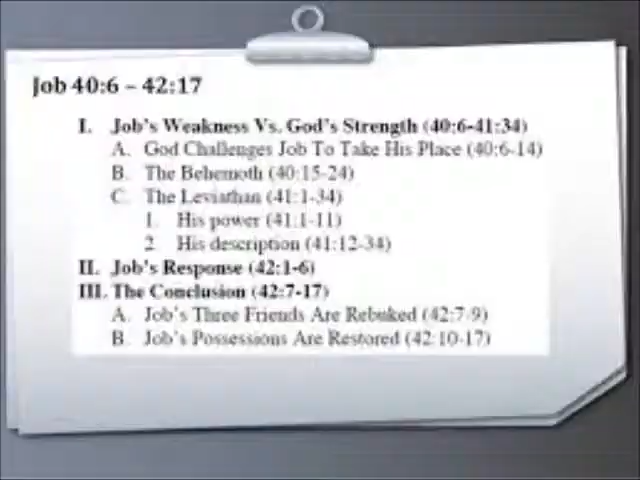 Job 40:6 – 42:17
I. Job's Weakness Vs. God's Strength (40:6-41:34)
A. God Challenges Job To Take His Place (40:6-14)
B. The Behemoth (40:15-24)
C. The Leviathan (41:1-34)
1. His power (41:1-11)
2. His description (41:12-34)
II. Job's Response (42:1-6)
III. The Conclusion (42:7-17)
A. Job's Three Friends Are Rebuked (42:7-9)
B. Job's Possessions Are Restored (42:10-17)